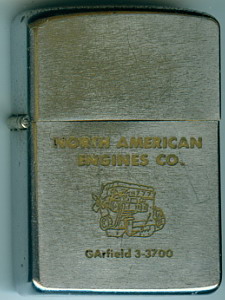 NORTH AMERICAN
ENGINES CO.
GArfield 3-3700